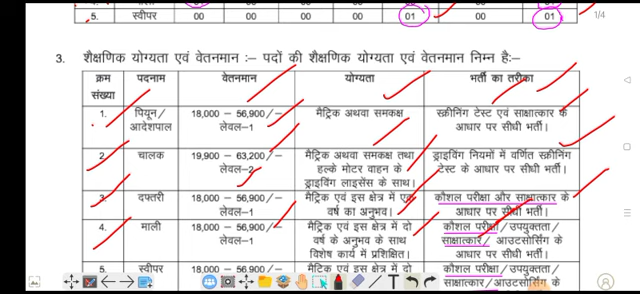 5. स्वीपर 00 00 00 00 01 00 01
1/4
3. शैक्षणिक योग्यता एवं वेतनमान :– पदों की शैक्षणिक योग्यता एवं वेतनमान निम्न है:–
क्रम संख्या पदनाम वेतनमान योग्यता भर्ती का तरीका
1. पियून/ 18,000 – 56,900/– मैट्रिक अथवा समकक्ष स्क्रीनिंग टेस्ट एवं साक्षात्कार के
आदेशपाल लेवल–1 आधार पर सीधी भर्ती।
2 चालक 19,900 – 63,200/– मैट्रिक अथवा समकक्ष तथा ड्राइविंग नियमों में वर्णित स्क्रीनिंग
लेवल–2 हल्के मोटर वाहन के टेस्ट के आधार पर सीधी भर्ती।
ड्राइविंग लाइसेंस के साथ।
3 दफ्तरी 18,000 – 56,900/– मैट्रिक एवं इस क्षेत्र में एक कौशल परीक्षा और साक्षात्कार के
लेवल–1 वर्ष का अनुभव। आधार पर सीधी भर्ती।
4. माली 18,000 – 56,900/– मैट्रिक एवं इस क्षेत्र में दो कौशल परीक्षा/उपयुक्तता
लेवल–1 वर्ष के अनुभव के साथ साक्षात्कार/ आउटसोर्सिंग के
विशेष कार्य में प्रशिक्षित। आधार पर सीधी भर्ती।
5. स्वीपर 18,000 – 56,900/– मैट्रिक एवं इस क्षेत्र में दो कौशल परीक्षा/उपयुक्तता
लेवल–1 साक्षात्कार/आउटसोर्सिंग के